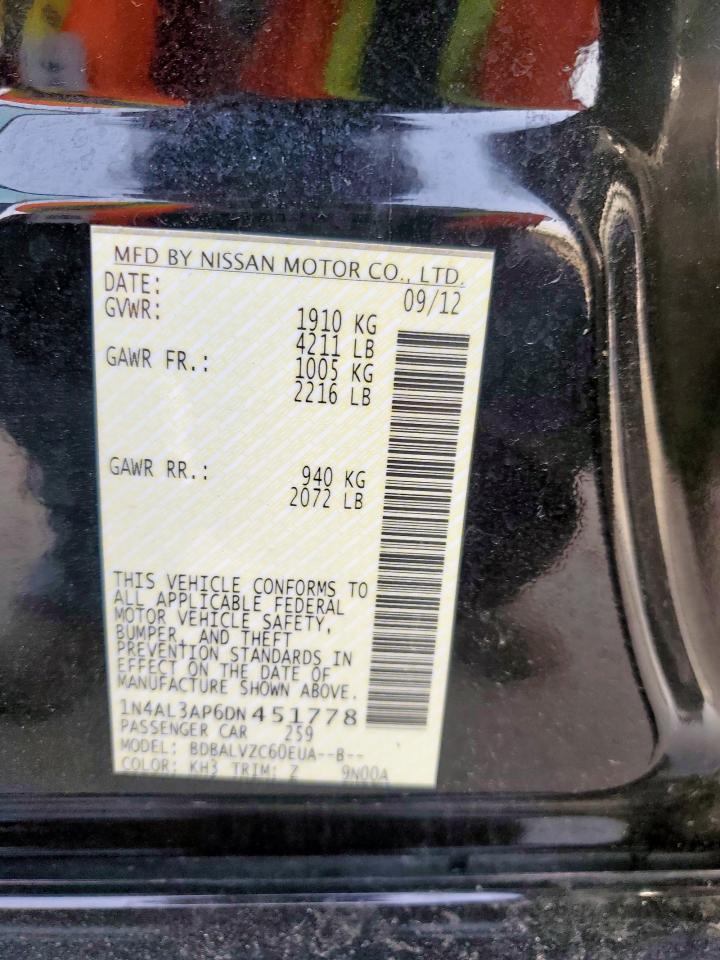 MFD BY NISSAN MOTOR CO., LTD.
DATE: 09/12
GVWR: 1910 KG
4211 LB
GAWR FR.: 1005 KG
2216 LB
GAWR RR.: 940 KG
2072 LB
THIS VEHICLE CONFORMS TO
ALL APPLICABLE FEDERAL
MOTOR VEHICLE SAFETY,
BUMPER, AND THEFT
PREVENTION STANDARDS IN
EFFECT ON THE DATE OF
MANUFACTURE SHOWN ABOVE.
1N4AL3AP6DN451778
PASSENGER CAR 259
MODEL: BDBALVZC60EUA--B--
COLOR: KH3 TRIM: Z 9N00A